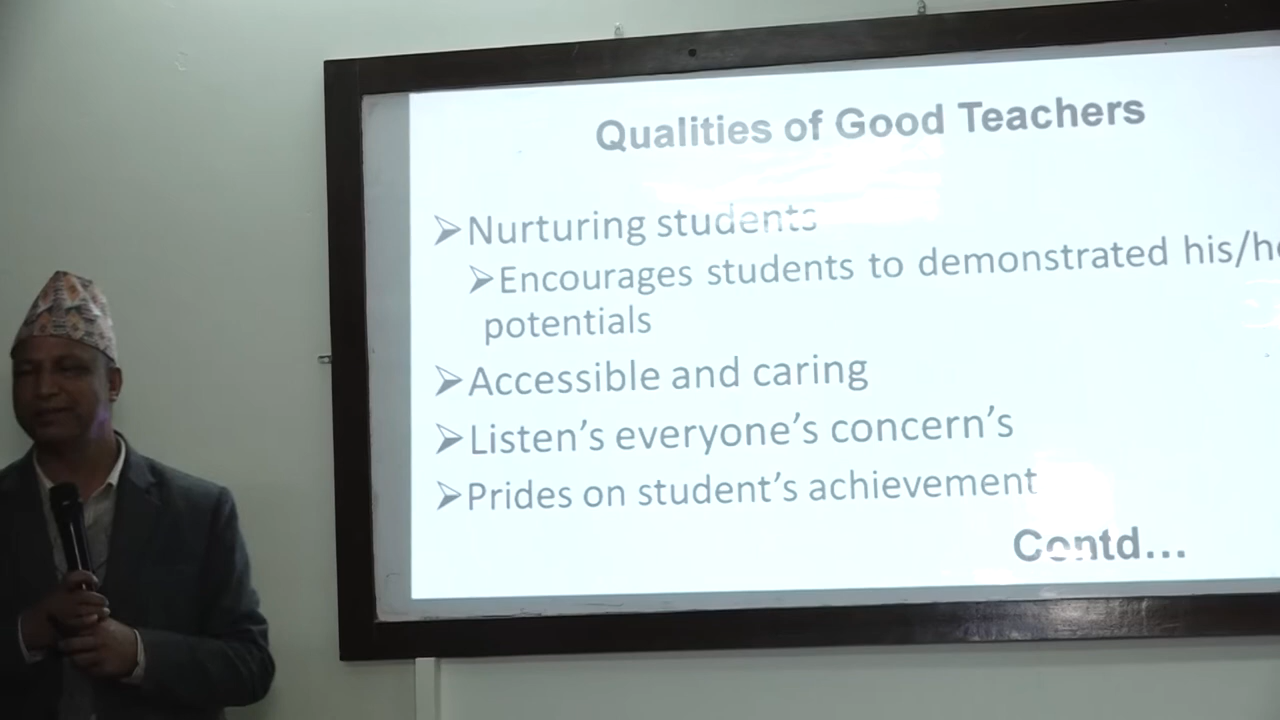 Qualities of Good Teachers
➢Nurturing students
➢Encourages students to demonstrated his/he
potentials
➢Accessible and caring
➢Listen’s everyone’s concern’s
➢Prides on student’s achievement
Contd...